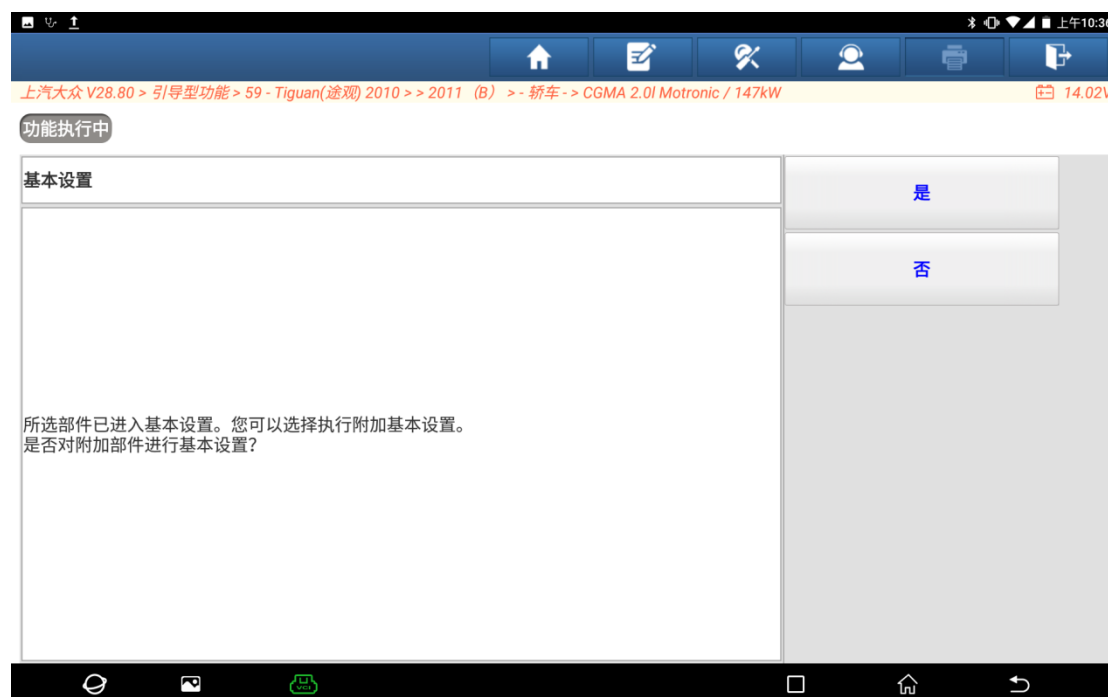 上午10:36
上汽大众 V28.80 > 引导型功能 > 59 - Tiguan(途观) 2010 > > 2011（B） > - 轿车 - > CGMA 2.0l Motronic / 147kW
14.02V
功能执行中
基本设置
是
否
所选部件已进入基本设置。您可以选择执行附加基本设置。
是否对附加部件进行基本设置？
VCI